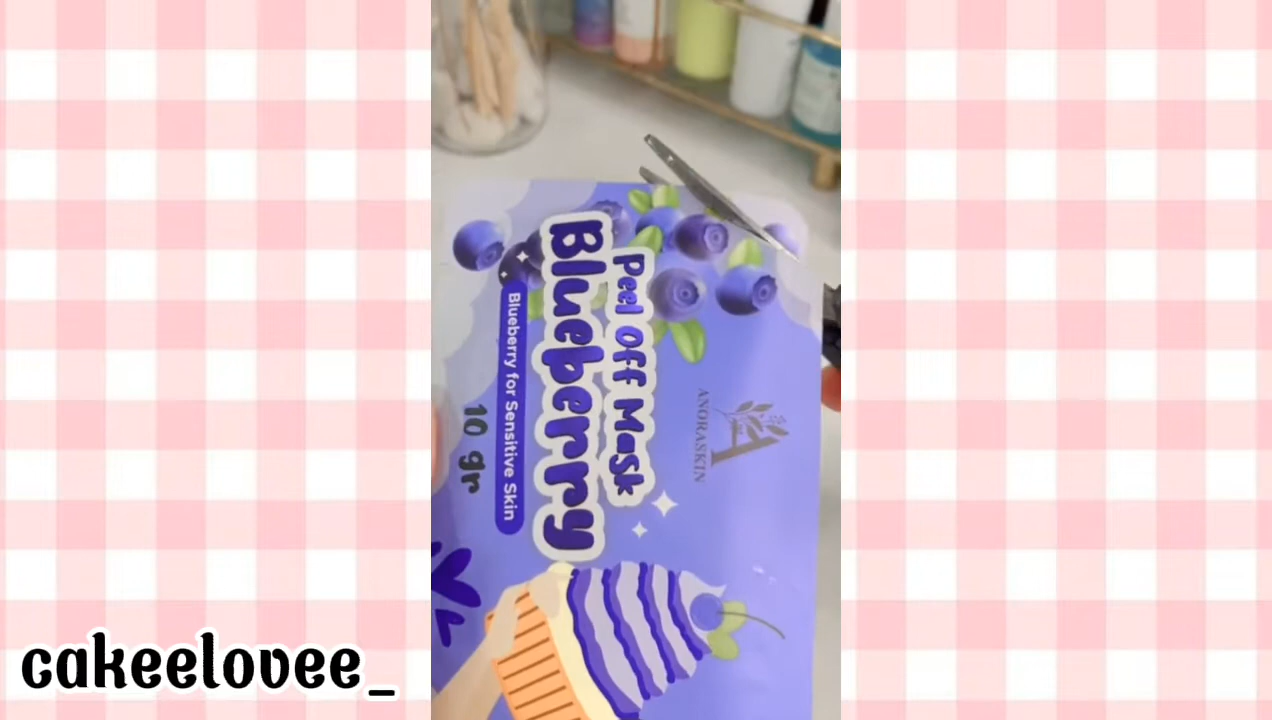 Peel Off Mask
Blueberry
Blueberry for Sensitive Skin
10 gr
ANORASKIN
cakeelovee_